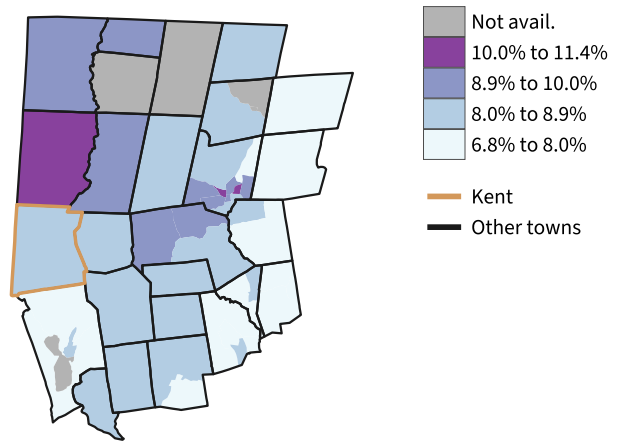 Not avail.
10.0% to 11.4%
8.9% to 10.0%
8.0% to 8.9%
6.8% to 8.0%
Kent
Other towns